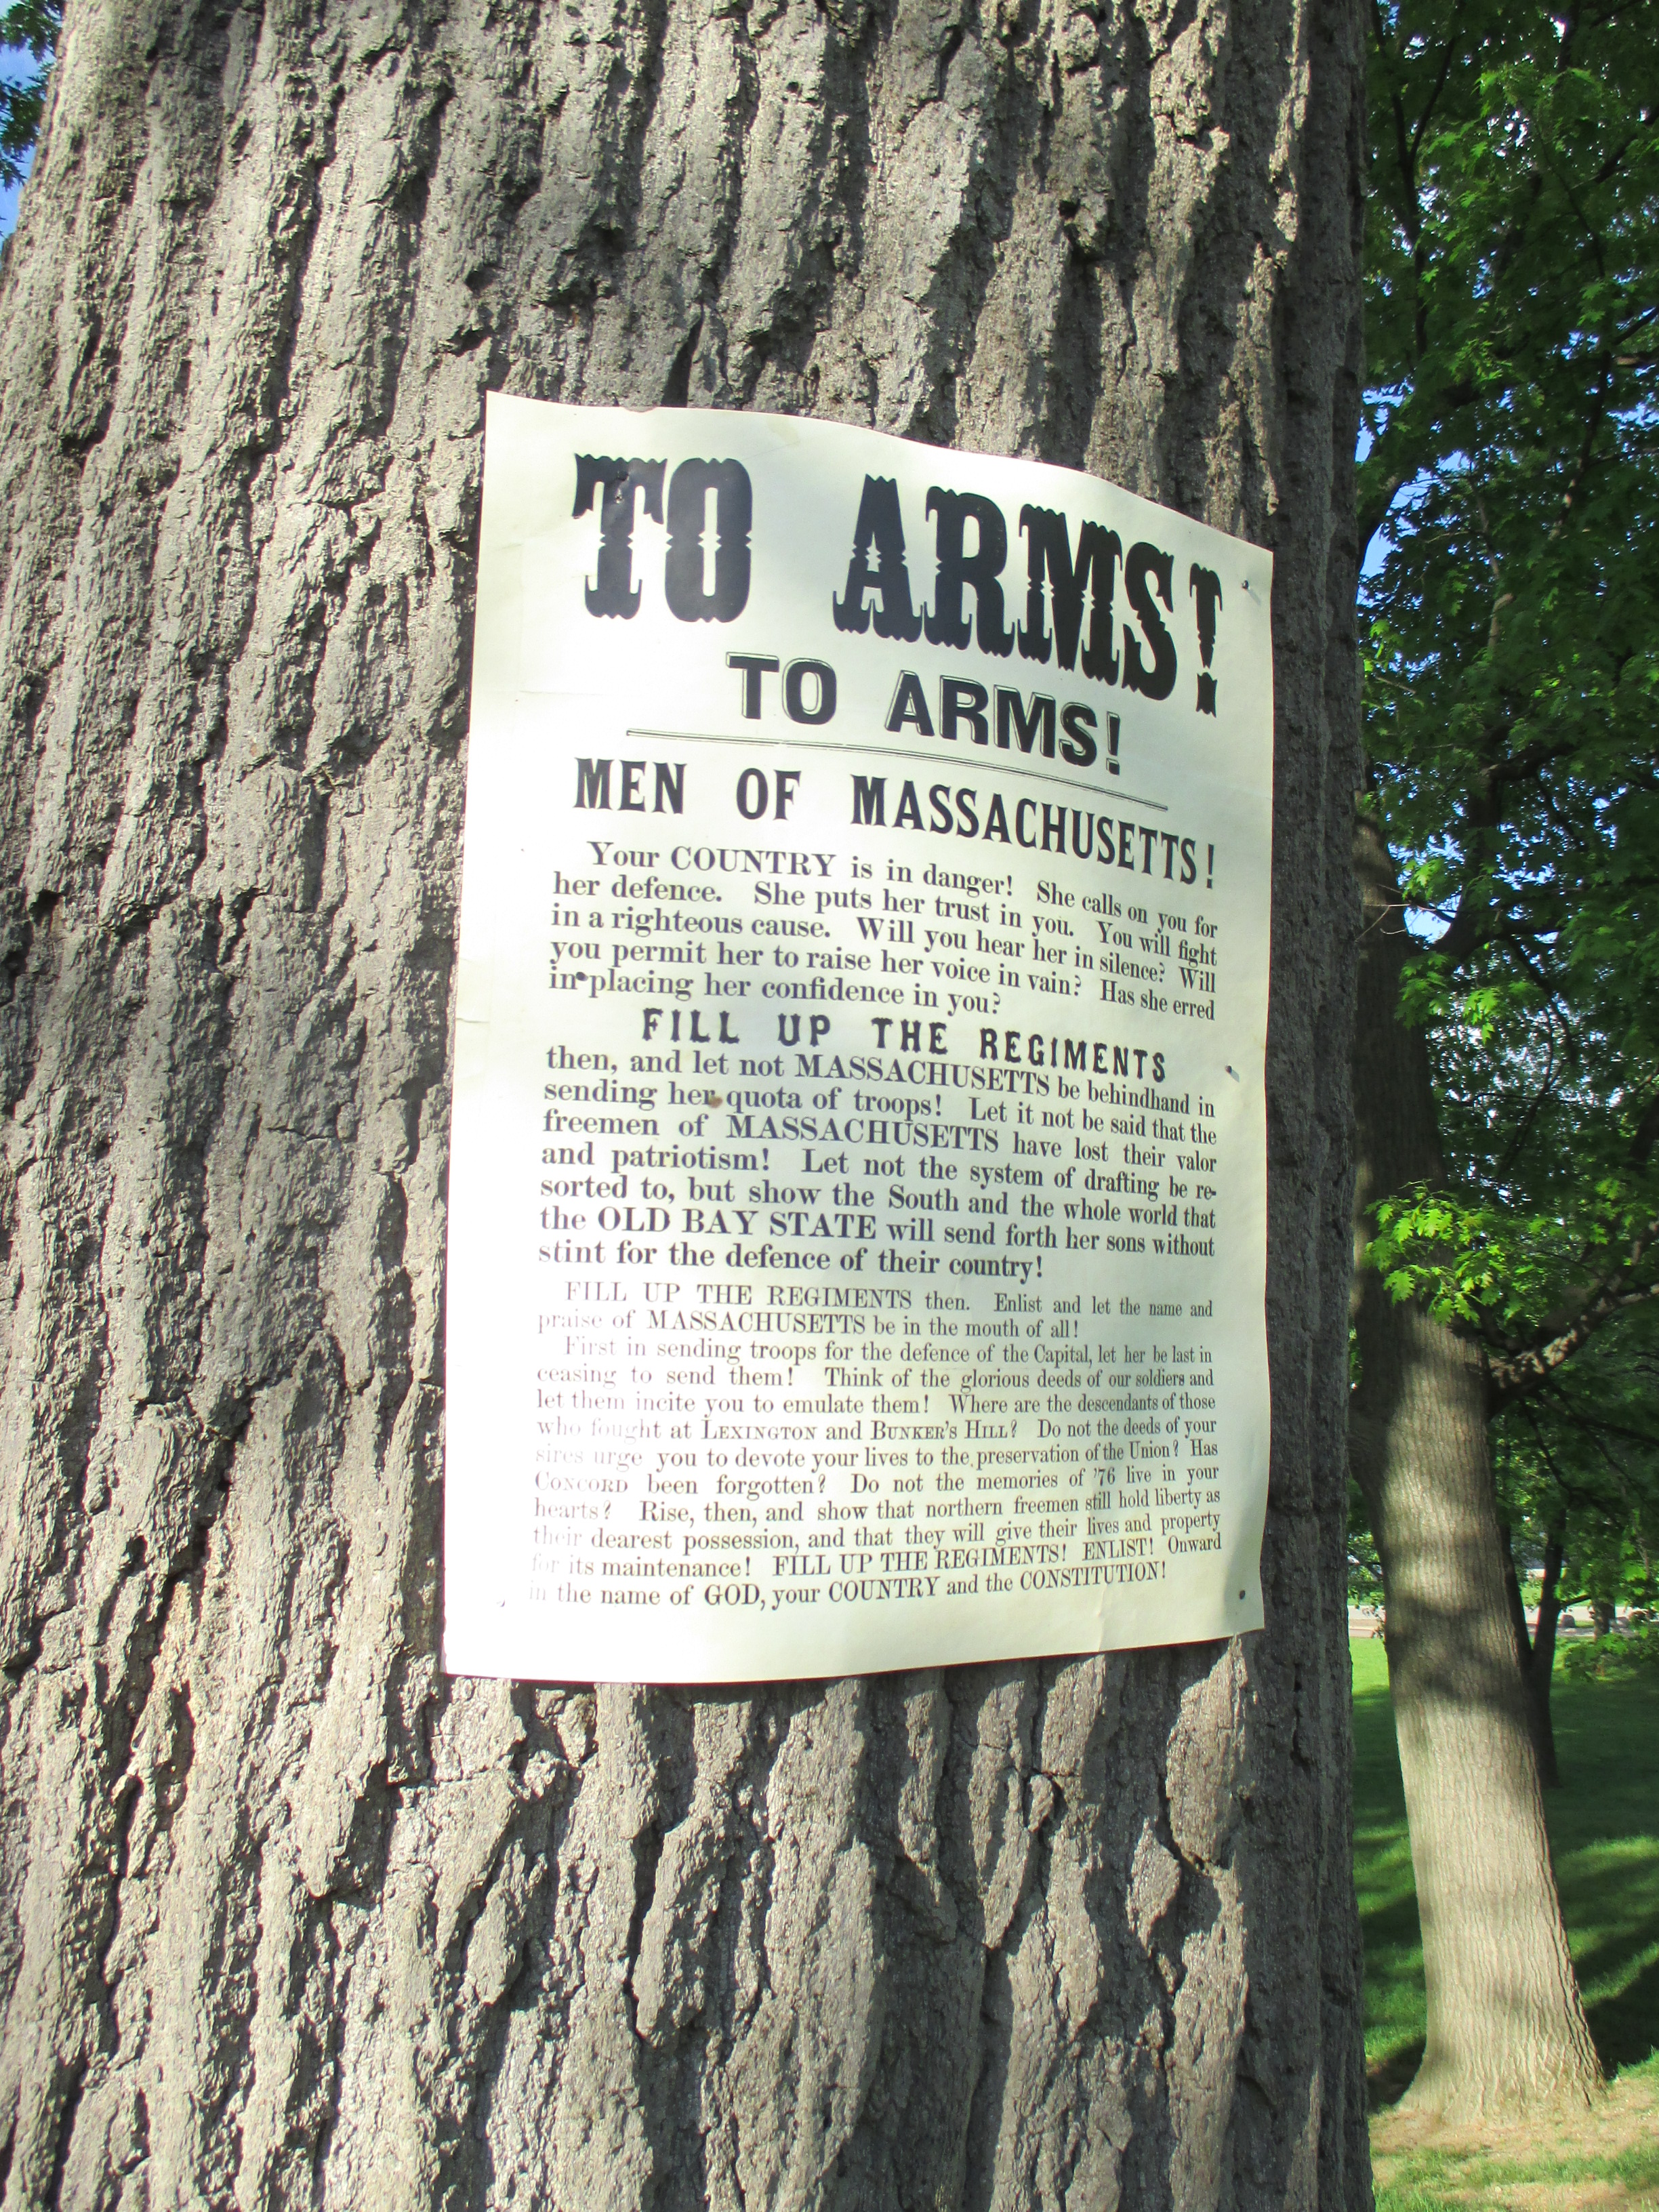 TO ARMS!
TO ARMS!
MEN OF MASSACHUSETTS!
Your COUNTRY is in danger! She calls on you for
her defence. She puts her trust in you. You will fight
in a righteous cause. Will you hear her in silence? Will
you permit her to raise her voice in vain? Has she erred
in placing her confidence in you?
FILL UP THE REGIMENTS
then, and let not MASSACHUSETTS be behindhand in
sending her quota of troops! Let it not be said that the
freemen of MASSACHUSETTS have lost their valor
and patriotism! Let not the system of drafting be re-
sorted to, but show the South and the whole world that
the OLD BAY STATE will send forth her sons without
stint for the defence of their country!
FILL UP THE REGIMENTS then. Enlist and let the name and
praise of MASSACHUSETTS be in the mouth of all!
First in sending troops for the defence of the Capital, let her be last in
ceasing to send them! Think of the glorious deeds of our soldiers and
let them incite you to emulate them! Where are the descendants of those
who fought at LEXINGTON and BUNKER'S HILL? Do not the deeds of your
sires urge you to devote your lives to the preservation of the Union? Has
CONCORD been forgotten? Do not the memories of '76 live in your
hearts? Rise, then, and show that northern freemen still hold liberty as
their dearest possession, and that they will give their lives and property
for its maintenance! FILL UP THE REGIMENTS! ENLIST! Onward
in the name of GOD, your COUNTRY and the CONSTITUTION!